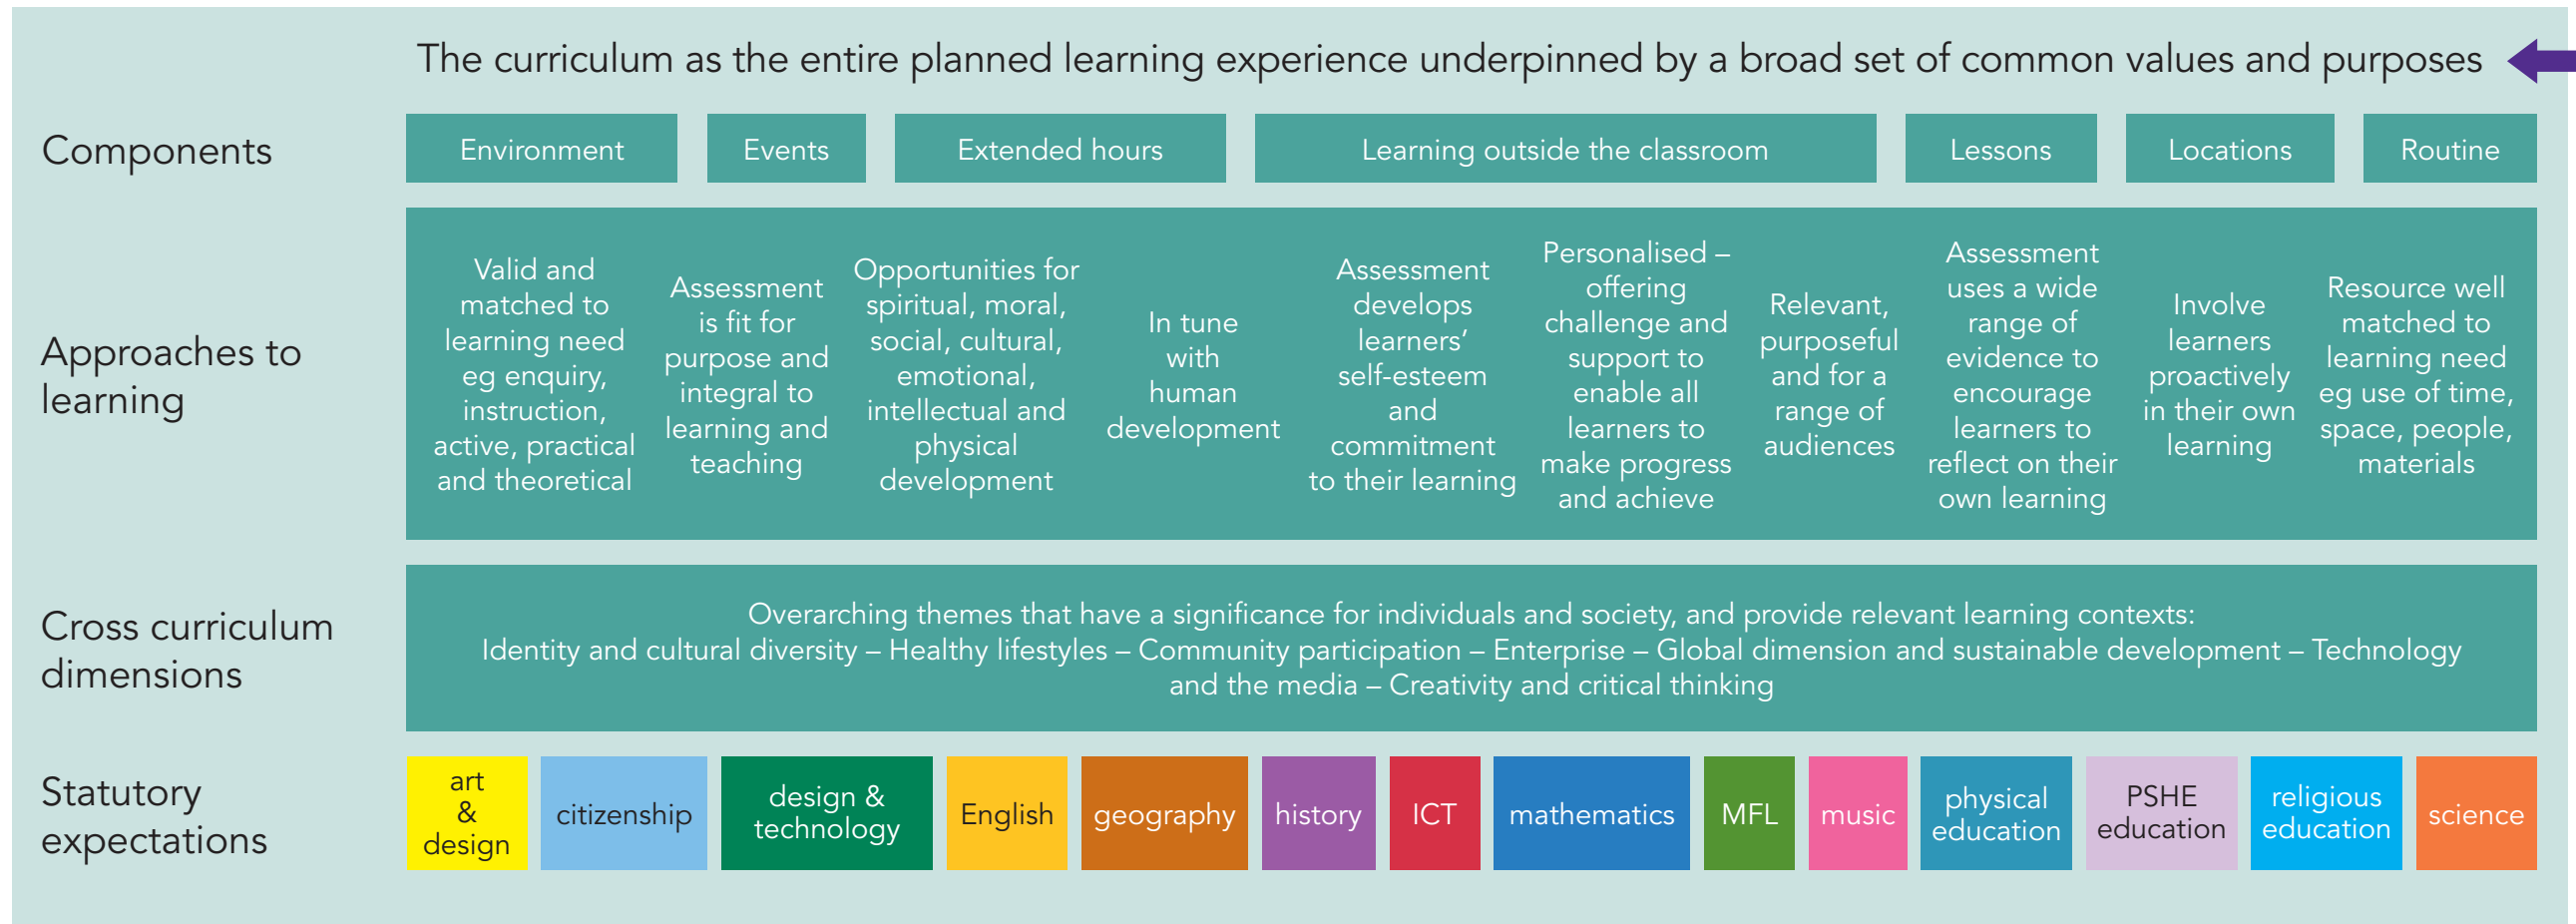 The curriculum as the entire planned learning experience underpinned by a broad set of common values and purposes
Components
Environment
Events
Extended hours
Learning outside the classroom
Lessons
Locations
Routine
Approaches to
learning
Valid and
matched to
learning need
eg enquiry,
instruction,
active, practical
and theoretical
Assessment
is fit for
purpose and
integral to
learning and
teaching
Opportunities for
spiritual, moral,
social, cultural,
emotional,
intellectual and
physical
development
In tune
with
human
development
Assessment
develops
learners’
self-esteem
and
commitment
to their learning
Personalised –
offering
challenge and
support to
enable all
learners to
make progress
and achieve
Relevant,
purposeful
and for a
range of
audiences
Assessment
uses a wide
range of
evidence to
encourage
learners to
reflect on their
own learning
Involve
learners
proactively
in their own
learning
Resource well
matched to
learning need
eg use of time,
space, people,
materials
Cross curriculum
dimensions
Overarching themes that have a significance for individuals and society, and provide relevant learning contexts:
Identity and cultural diversity – Healthy lifestyles – Community participation – Enterprise – Global dimension and sustainable development – Technology
and the media – Creativity and critical thinking
Statutory
expectations
art
&
design
citizenship
design &
technology
English
geography
history
ICT
mathematics
MFL
music
physical
education
PSHE
education
religious
education
science